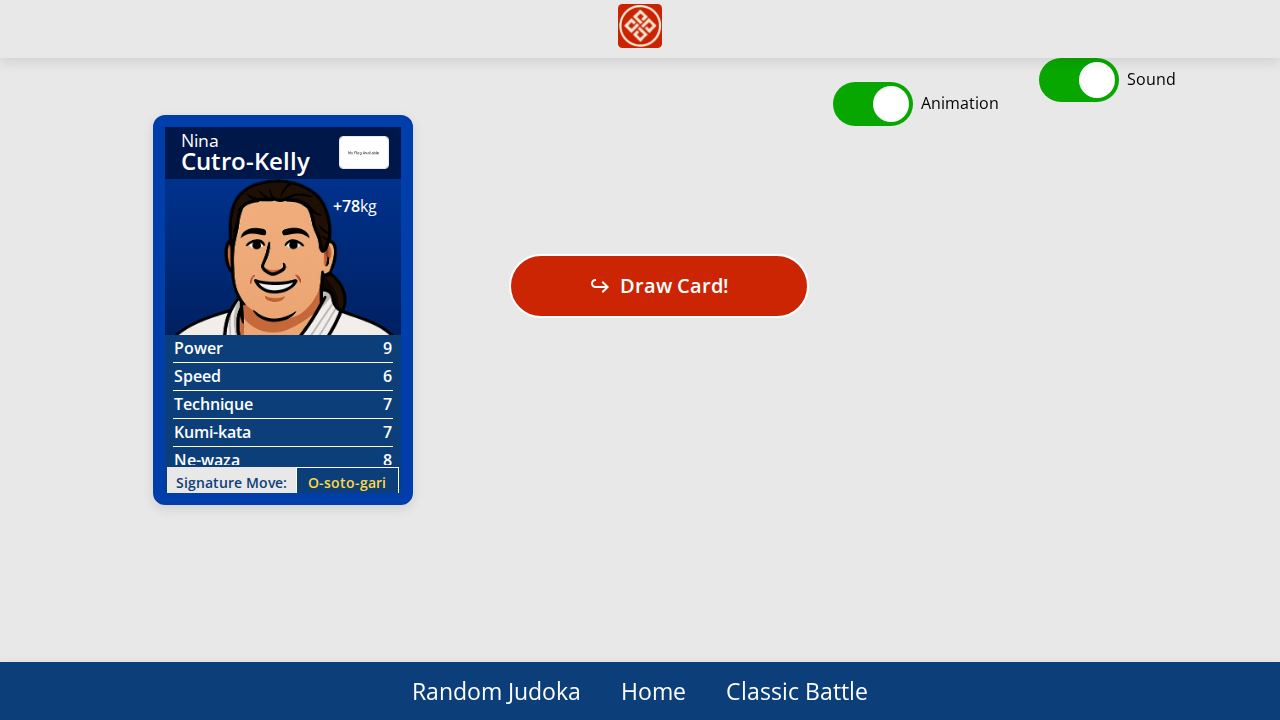 Sound
Animation
Nina
Cutro-Kelly
No Flag Available
+78kg
Draw Card!
Power 9
Speed 6
Technique 7
Kumi-kata 7
Ne-waza 8
Signature Move: O-soto-gari
Random Judoka Home Classic Battle